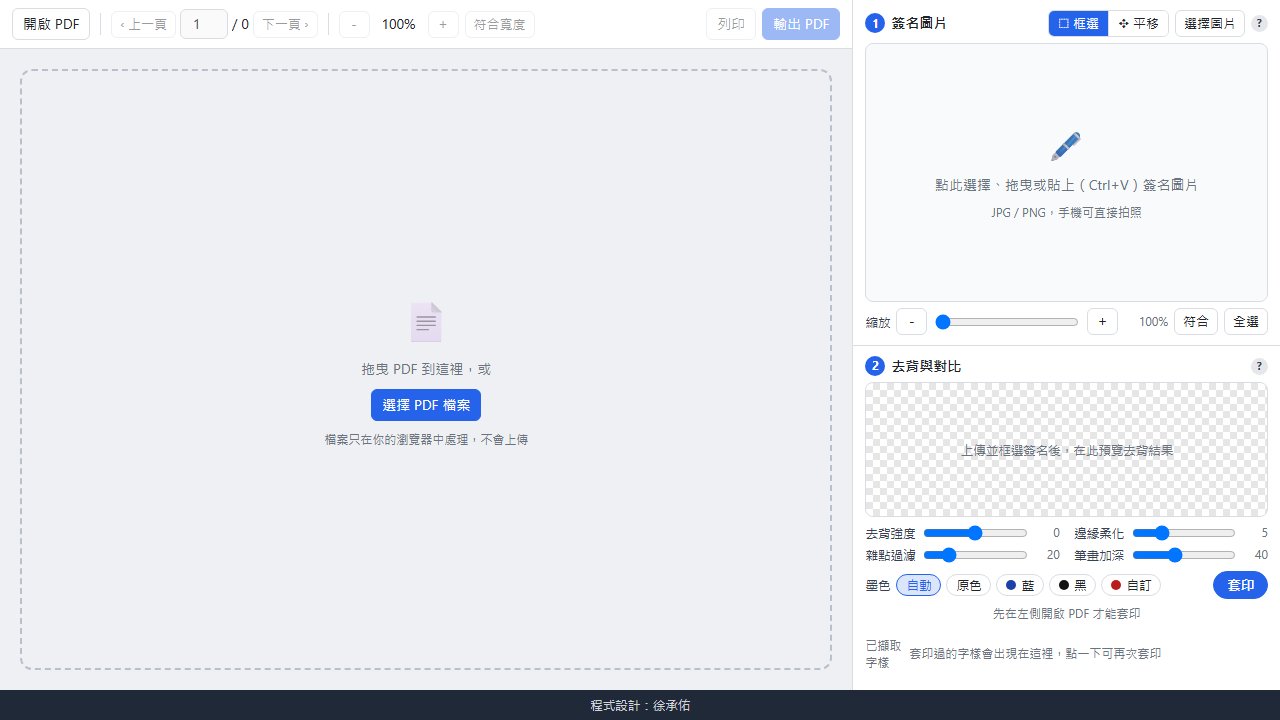 開啟 PDF ‹ 上一頁 1 / 0 下一頁 › - 100% + 符合寬度 列印 輸出 PDF
拖曳 PDF 到這裡，或
選擇 PDF 檔案
檔案只在你的瀏覽器中處理，不會上傳
1 簽名圖片 框選 平移 選擇圖片 ?
點此選擇、拖曳或貼上（Ctrl+V）簽名圖片
JPG / PNG，手機可直接拍照
縮放 - + 100% 符合 全選
2 去背與對比 ?
上傳並框選簽名後，在此預覽去背結果
去背強度 0 邊緣柔化 5
雜點過濾 20 筆畫加深 40
墨色 自動 原色 藍 黑 自訂 套印
先在左側開啟 PDF 才能套印
已擷取字樣 套印過的字樣會出現在這裡，點一下可再次套印
程式設計：徐承佑